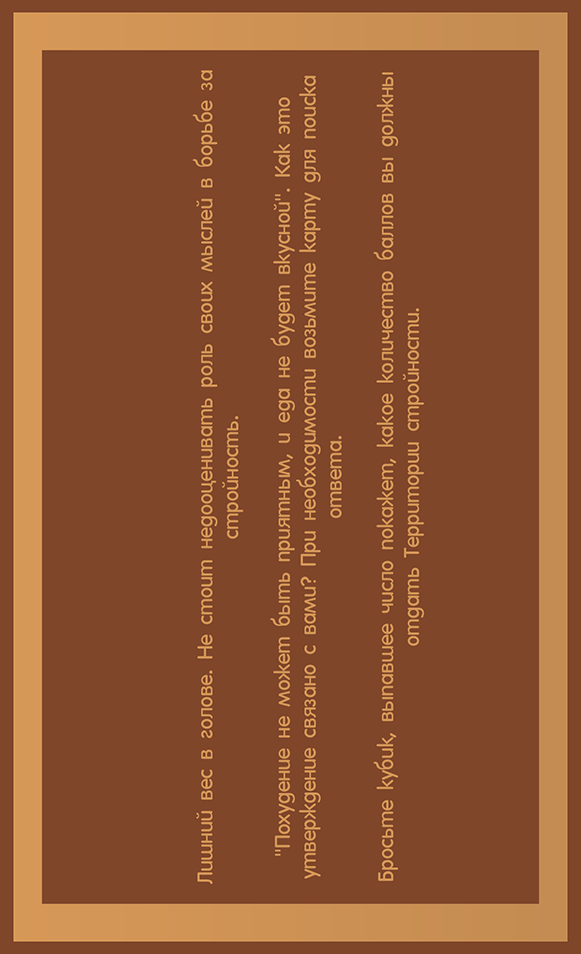 Лишний вес в голове. Не стоит недооценивать роль своих мыслей в борьбе за
стройность.
"Похудение не может быть приятным, и еда не будет вкусной". Как это
утверждение связано с вами? При необходимости возьмите карту для поиска
ответа.
Бросьте кубик, выпавшее число покажет, какое количество баллов вы должны
отдать Территории стройности.